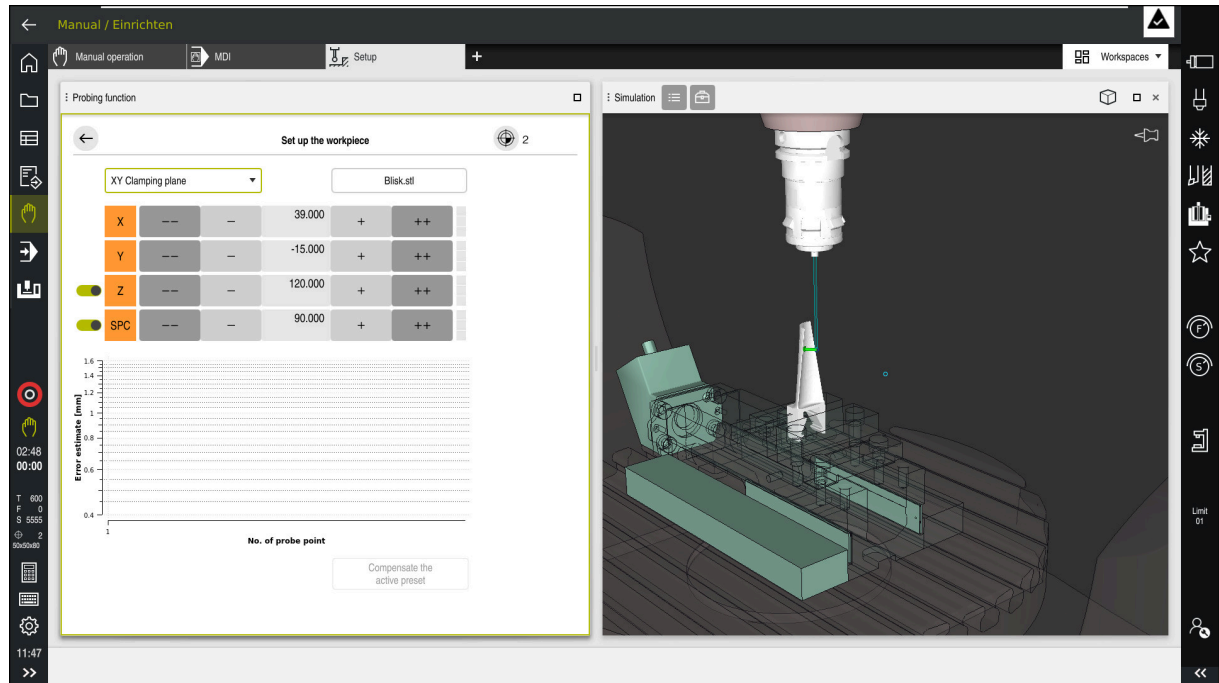 Manual / Einrichten
Manual operation
MDI
Setup
+
Workspaces
Probing function
Set up the workpiece
2
XY Clamping plane
Blisk.stl
X -- - 39.000 + ++
Y -- - -15.000 + ++
Z -- - 120.000 + ++
SPC -- - 90.000 + ++
Error estimate [mm]
1.6
1.4
1.2
1
0.8
0.6
0.4
1
No. of probe point
Compensate the
active preset
Simulation
02:48
00:00
T 600
F 0
S 5555
2
50x50x80
11:47
F
S
Limit
01